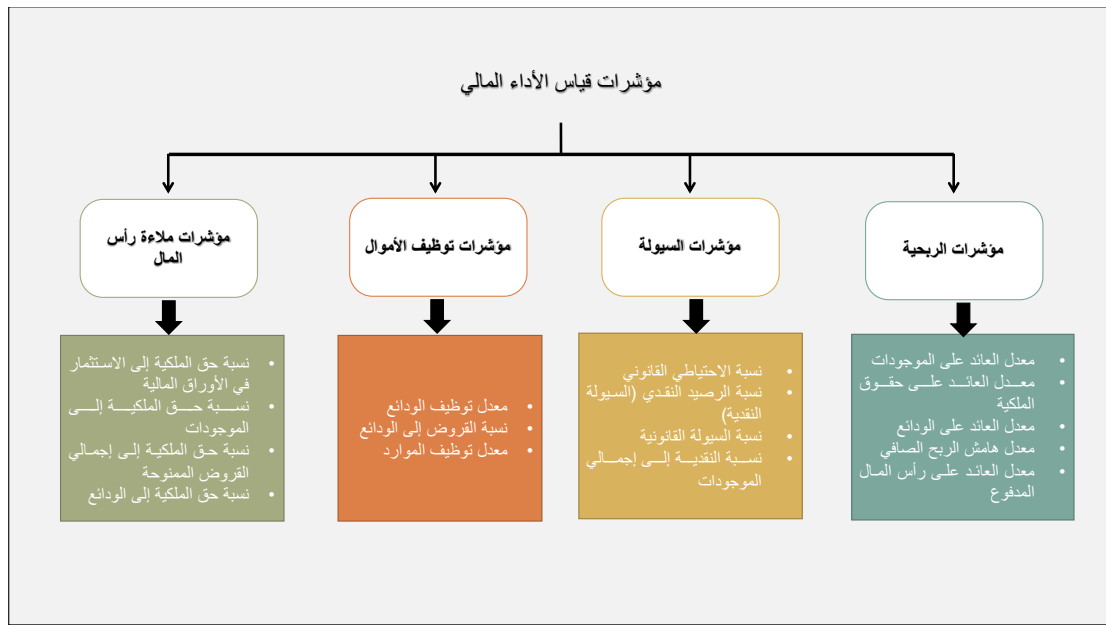 مؤشرات قياس الأداء المالي
مؤشرات الربحية
مؤشرات السيولة
مؤشرات توظيف الأموال
مؤشرات ملاءة رأس
المال
• معدل العائد على الموجودات
• معدل العائد على حقوق
الملكية
• معدل العائد على الودائع
• معدل هامش الربح الصافي
• معدل العائد على رأس المال
المدفوع
• نسبة الاحتياطي القانوني
• نسبة الرصيد النقدي (السيولة
النقدية)
• نسبة السيولة القانونية
• نسبة النقدية إلى إجمالي
الموجودات
• معدل توظيف الودائع
• نسبة القروض إلى الودائع
• معدل توظيف الموارد
• نسبة حق الملكية إلى الاستثمار
في الأوراق المالية
• نسبة حق الملكية إلى
الموجودات
• نسبة حق الملكية إلى إجمالي
القروض الممنوحة
• نسبة حق الملكية إلى الودائع